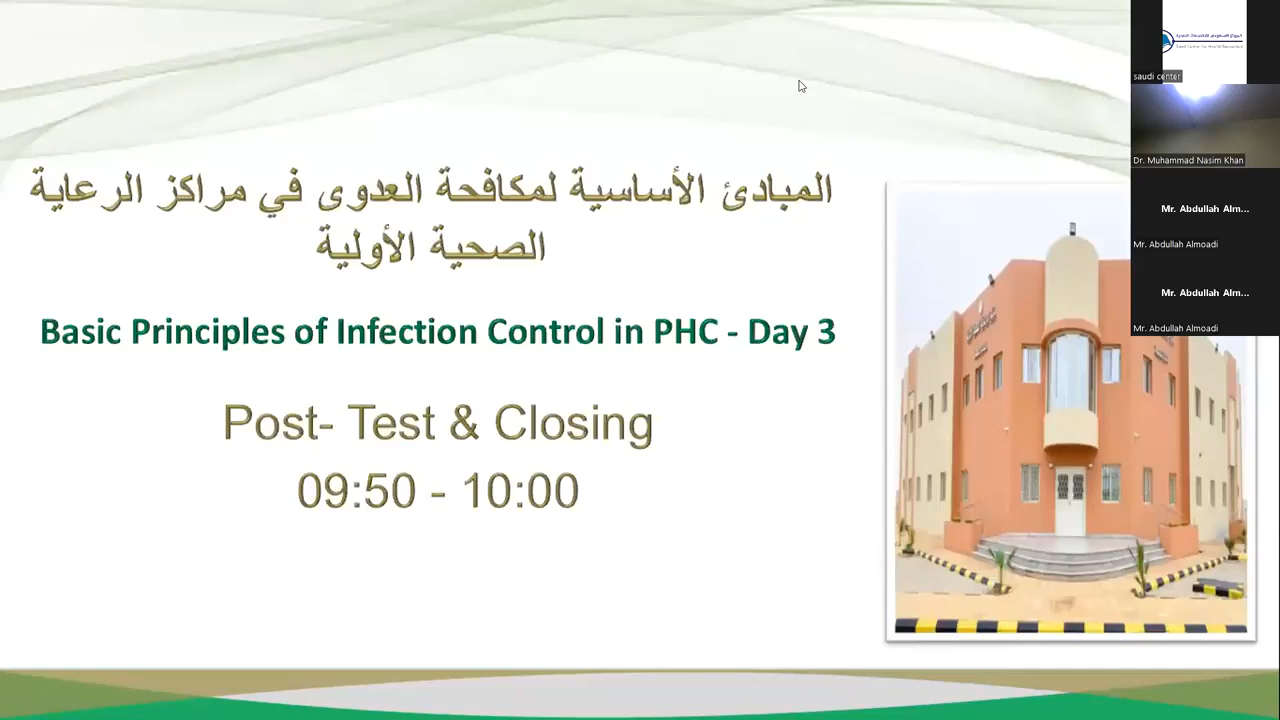 المبادئ الأساسية لمكافحة العدوى في مراكز الرعاية
الصحية الأولية
Basic Principles of Infection Control in PHC - Day 3
Post- Test & Closing
09:50 - 10:00
saudi center
Dr. Muhammad Nasim Khan
Mr. Abdullah Alm...
Mr. Abdullah Almoadi
Mr. Abdullah Alm...
Mr. Abdullah Almoadi